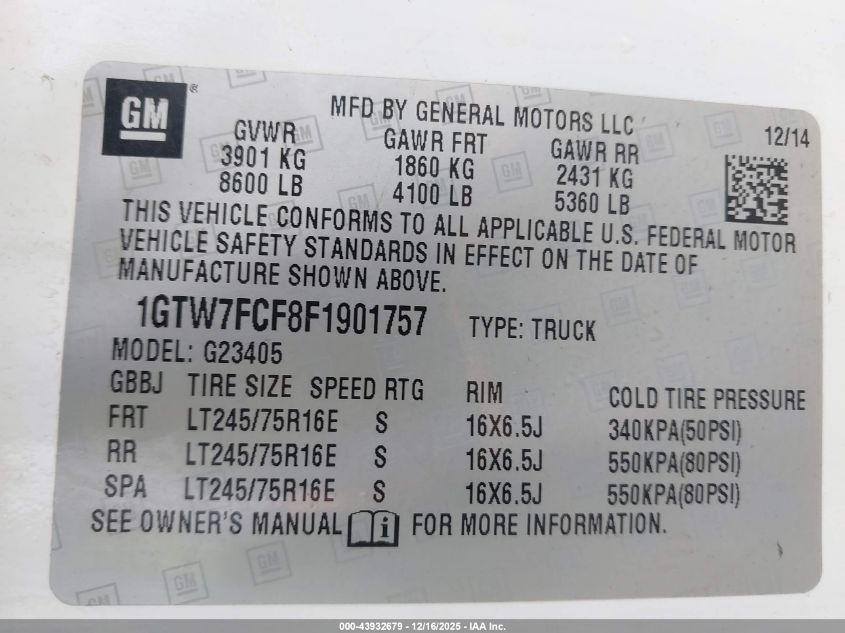 GM ®
MFD BY GENERAL MOTORS LLC
12/14
GVWR GAWR FRT GAWR RR
3901 KG 1860 KG 2431 KG
8600 LB 4100 LB 5360 LB
THIS VEHICLE CONFORMS TO ALL APPLICABLE U.S. FEDERAL MOTOR
VEHICLE SAFETY STANDARDS IN EFFECT ON THE DATE OF
MANUFACTURE SHOWN ABOVE.
1GTW7FCF8F1901757 TYPE: TRUCK
MODEL: G23405
GBBJ TIRE SIZE SPEED RTG RIM COLD TIRE PRESSURE
FRT LT245/75R16E S 16X6.5J 340KPA(50PSI)
RR LT245/75R16E S 16X6.5J 550KPA(80PSI)
SPA LT245/75R16E S 16X6.5J 550KPA(80PSI)
SEE OWNER'S MANUAL i FOR MORE INFORMATION.
000-43932679 - 12/16/2025 - IAA Inc.